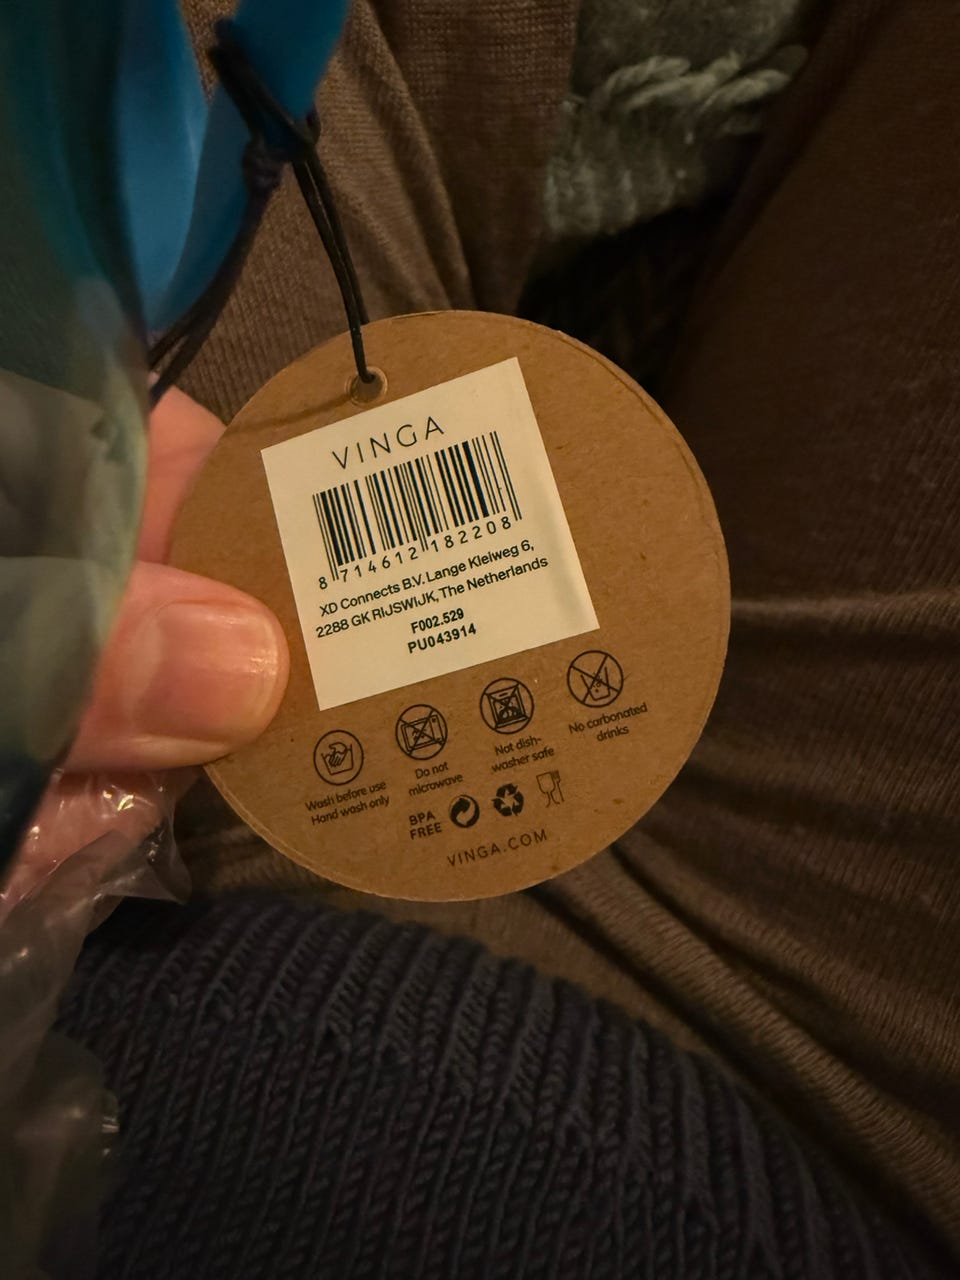 VINGA
8 714612 182208
XD Connects B.V. Lange Kleiweg 6,
2288 GK RIJSWIJK, The Netherlands
F002.529
PU043914
Wash before use
Hand wash only
Do not
microwave
Not dish-
washer safe
No carbonated
drinks
BPA
FREE
VINGA.COM